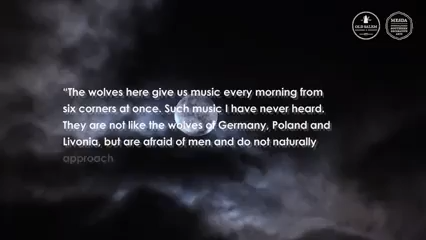 OLD SALEM
MESDA
“The wolves here give us music every morning from
six corners at once. Such music I have never heard.
They are not like the wolves of Germany, Poland and
Livonia, but are afraid of men and do not naturally
approach